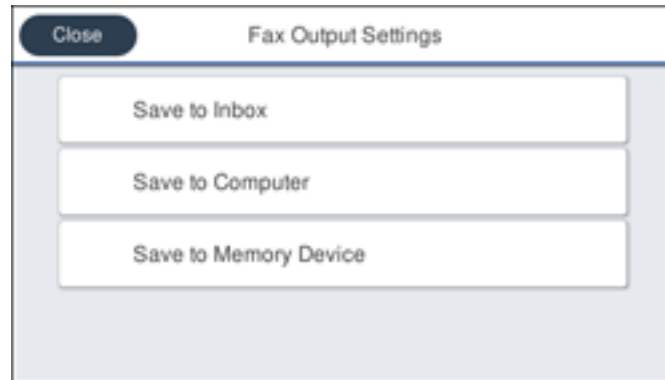 Close
Fax Output Settings
Save to Inbox
Save to Computer
Save to Memory Device